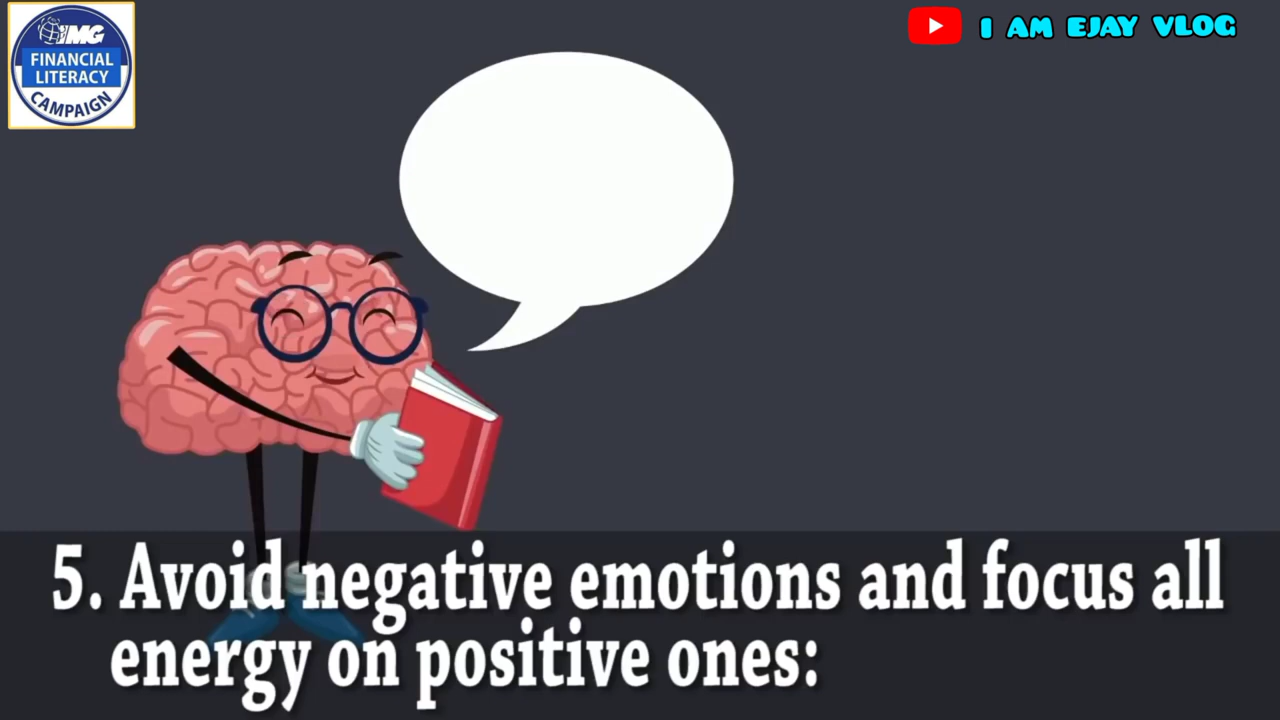 IMG
FINANCIAL
LITERACY
CAMPAIGN
I AM EJAY VLOG
5. Avoid negative emotions and focus all
energy on positive ones: